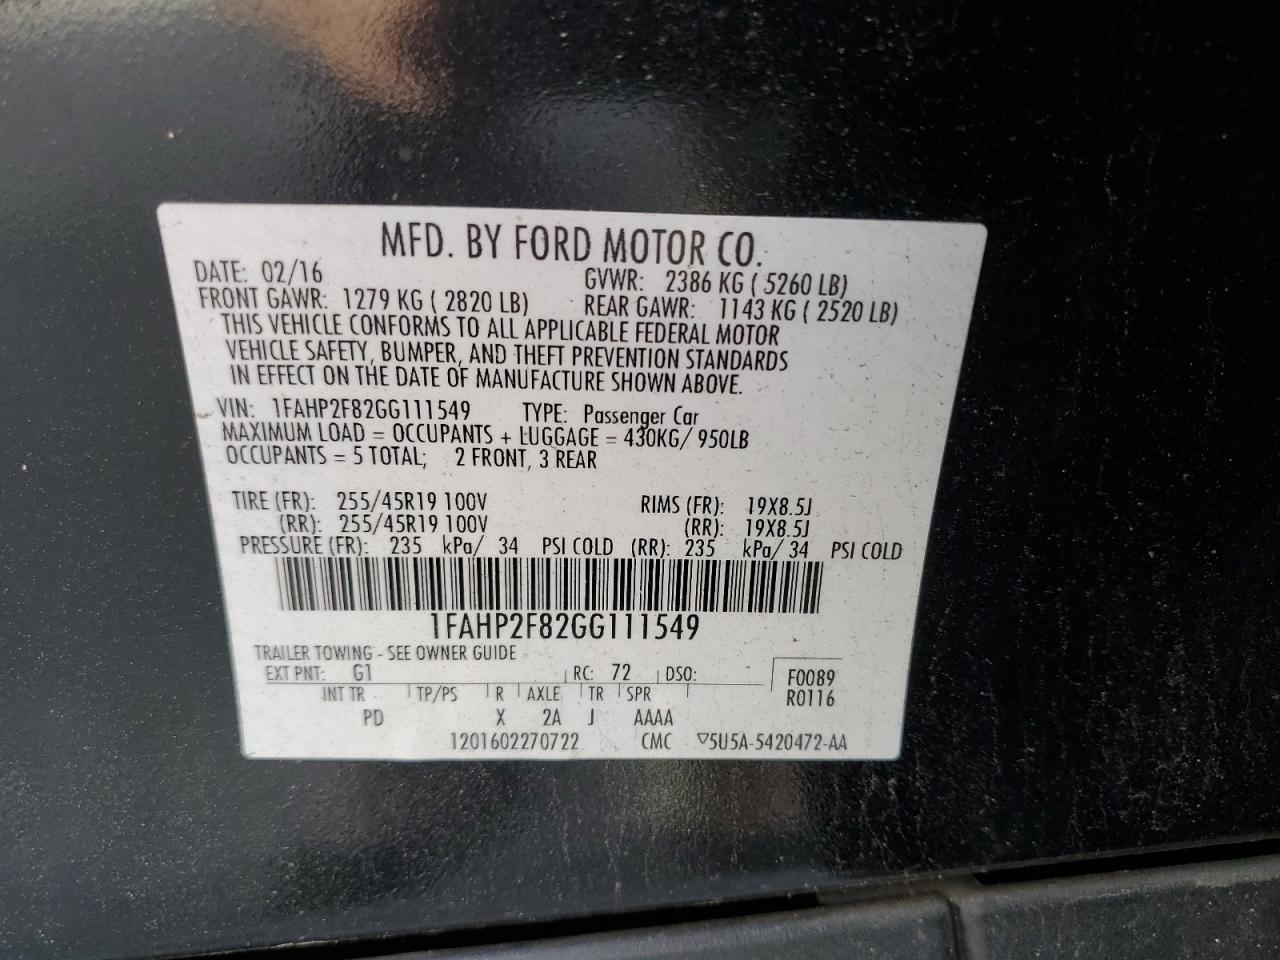 MFD. BY FORD MOTOR CO.
DATE: 02/16 GVWR: 2386 KG ( 5260 LB)
FRONT GAWR: 1279 KG ( 2820 LB) REAR GAWR: 1143 KG ( 2520 LB)
THIS VEHICLE CONFORMS TO ALL APPLICABLE FEDERAL MOTOR
VEHICLE SAFETY, BUMPER, AND THEFT PREVENTION STANDARDS
IN EFFECT ON THE DATE OF MANUFACTURE SHOWN ABOVE.
VIN: 1FAHP2F82GG111549 TYPE: Passenger Car
MAXIMUM LOAD = OCCUPANTS + LUGGAGE = 430KG/ 950LB
OCCUPANTS = 5 TOTAL; 2 FRONT, 3 REAR
TIRE (FR): 255/45R19 100V RIMS (FR): 19X8.5J
(RR): 255/45R19 100V (RR): 19X8.5J
PRESSURE (FR): 235 kPa/ 34 PSI COLD (RR): 235 kPa/ 34 PSI COLD
1FAHP2F82GG111549
TRAILER TOWING - SEE OWNER GUIDE
EXT PNT: G1 RC: 72 DSO: F0089
INT TR TP/PS R AXLE TR SPR R0116
PD X 2A J AAAA
1201602270722 CMC ▽5U5A-5420472-AA